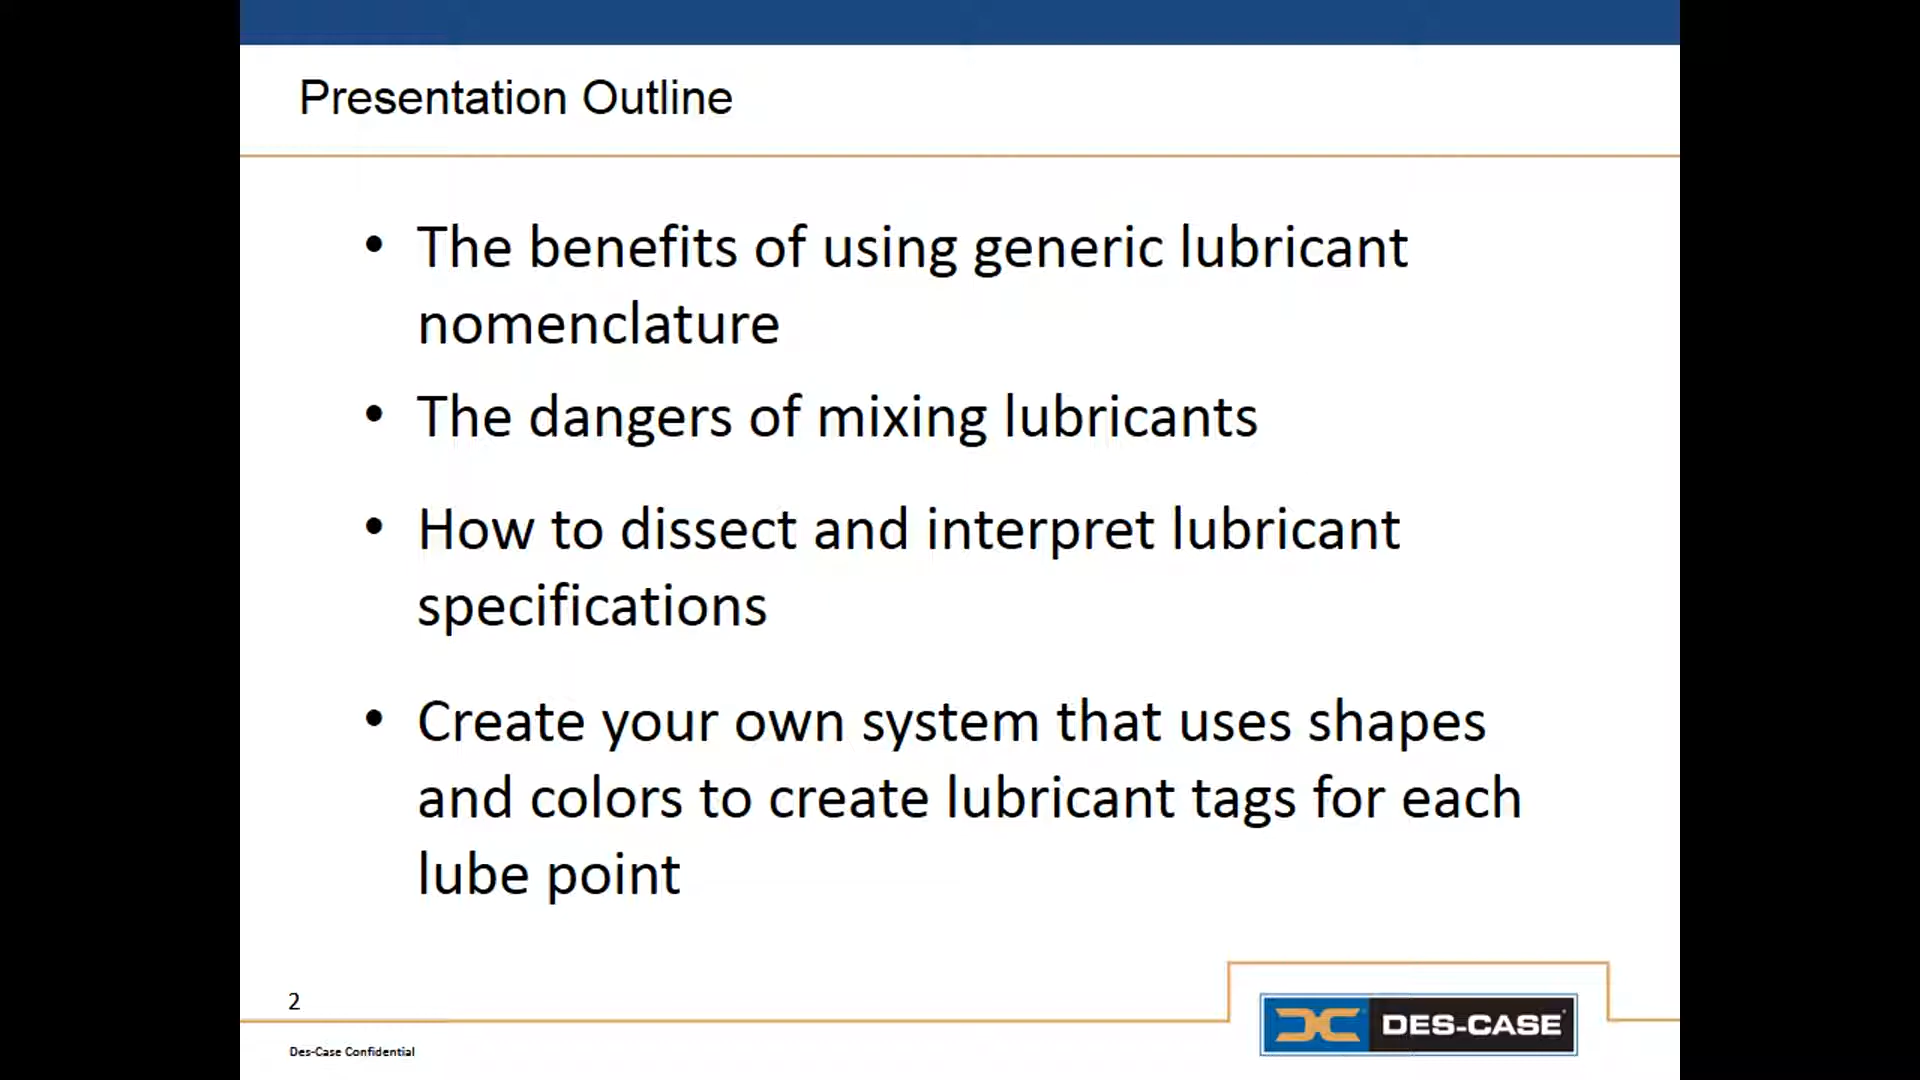 Presentation Outline
• The benefits of using generic lubricant
nomenclature
• The dangers of mixing lubricants
• How to dissect and interpret lubricant
specifications
• Create your own system that uses shapes
and colors to create lubricant tags for each
lube point
2
DES-CASE
Des-Case Confidential